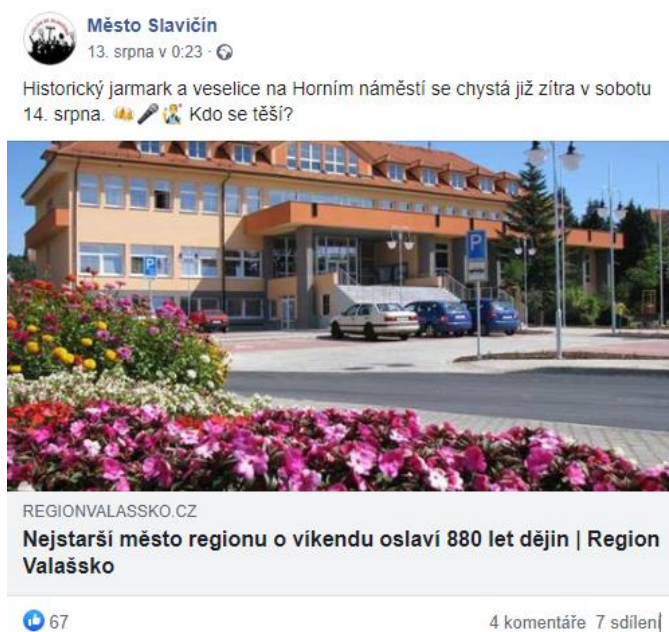 Město Slavičín
13. srpna v 0:23 ·
Historický jarmark a veselice na Horním náměstí se chystá již zítra v sobotu
14. srpna. 🍻🎤💃 Kdo se těší?
P
P
REGIONVALASSKO.CZ
Nejstarší město regionu o víkendu oslaví 880 let dějin | Region
Valašsko
67
4 komentáře 7 sdílení